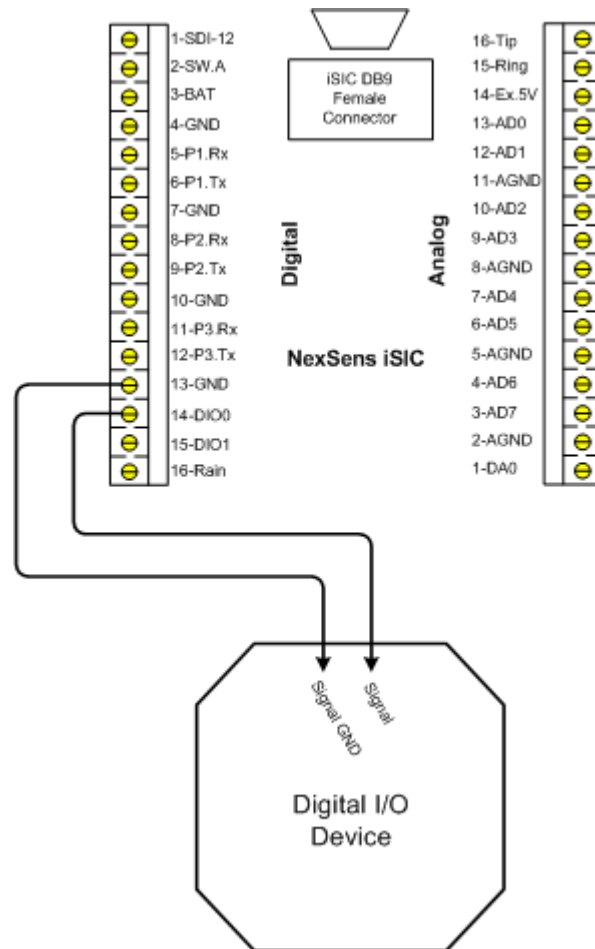 1-SDI-12
2-SW.A
3-BAT
4-GND
5-P1.Rx
6-P1.Tx
7-GND
8-P2.Rx
9-P2.Tx
10-GND
11-P3.Rx
12-P3.Tx
13-GND
14-DIO0
15-DIO1
16-Rain
iSIC DB9
Female
Connector
Digital
Analog
NexSens iSIC
16-Tip
15-Ring
14-Ex.5V
13-AD0
12-AD1
11-AGND
10-AD2
9-AD3
8-AGND
7-AD4
6-AD5
5-AGND
4-AD6
3-AD7
2-AGND
1-DA0
Signal GND
Signal
Digital I/O
Device